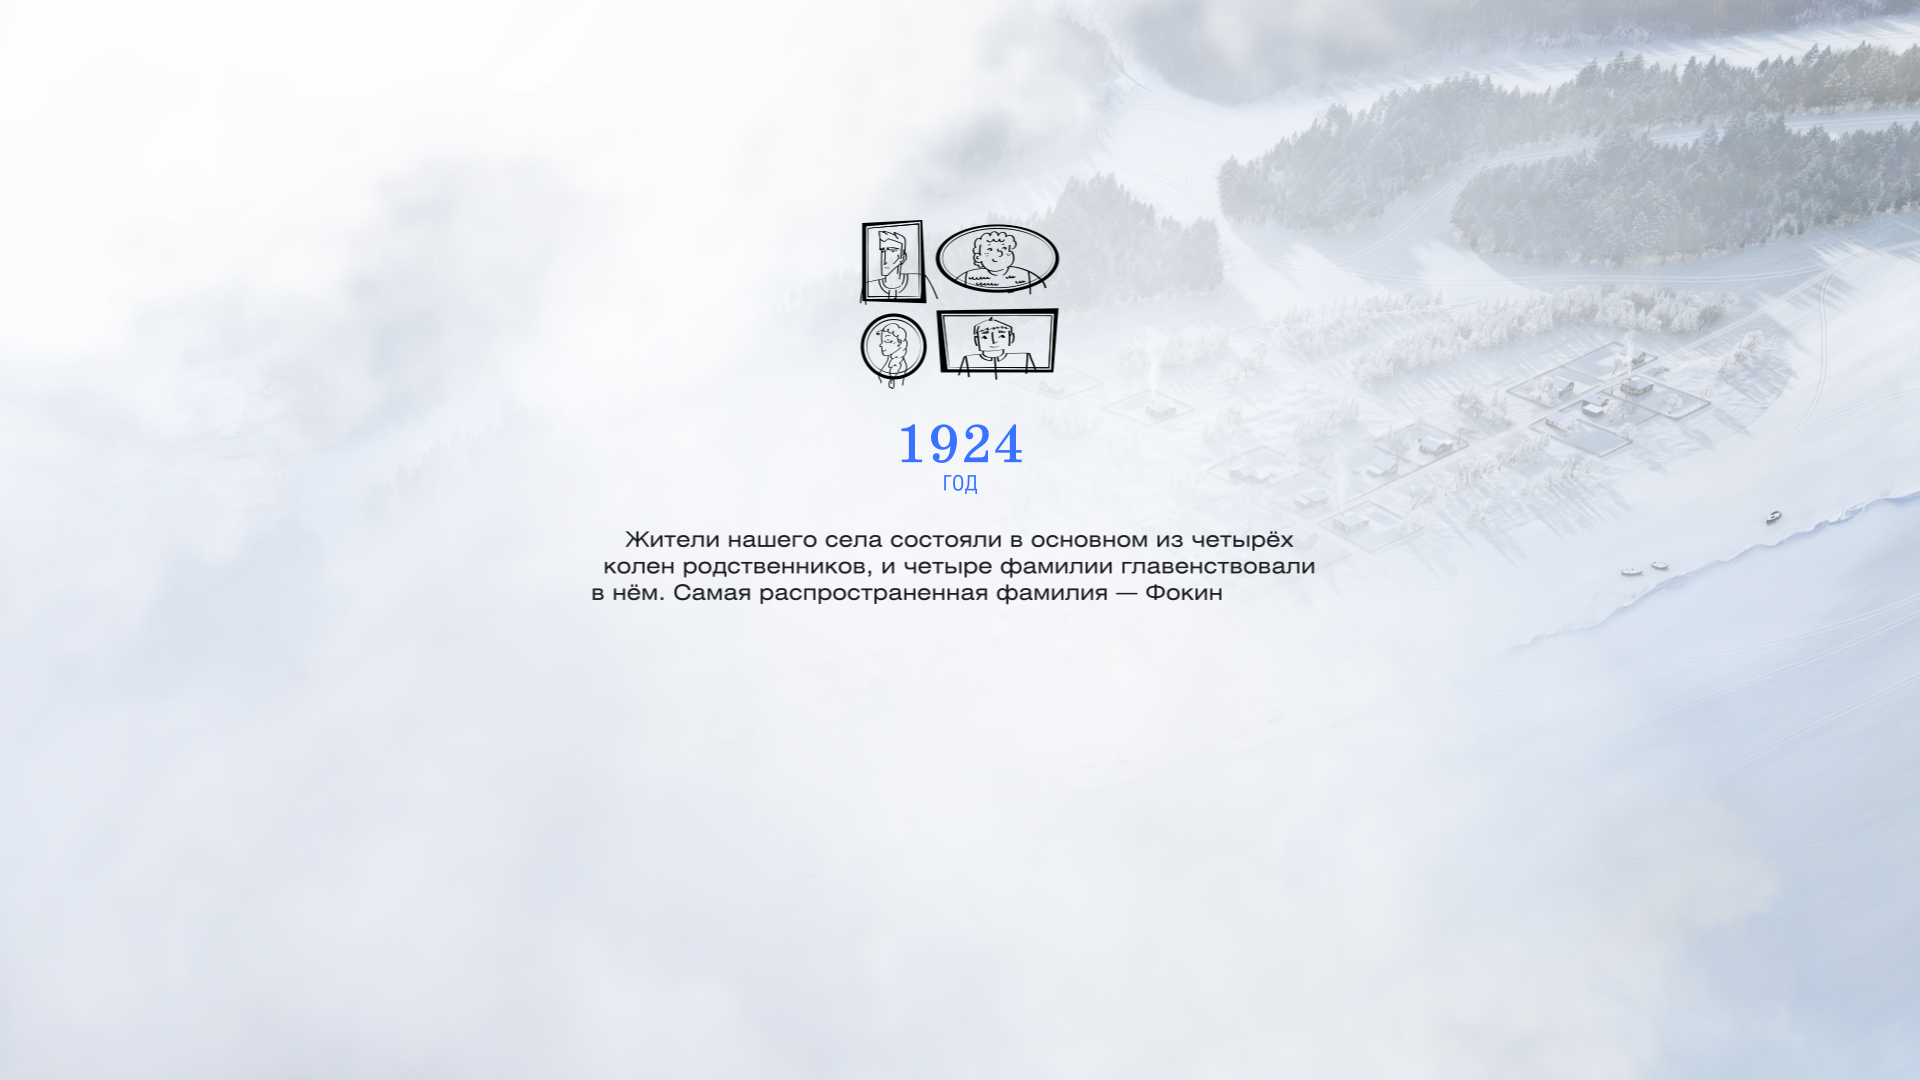 1924
ГОД
Жители нашего села состояли в основном из четырёх
колен родственников, и четыре фамилии главенствовали
в нём. Самая распространенная фамилия — Фокин